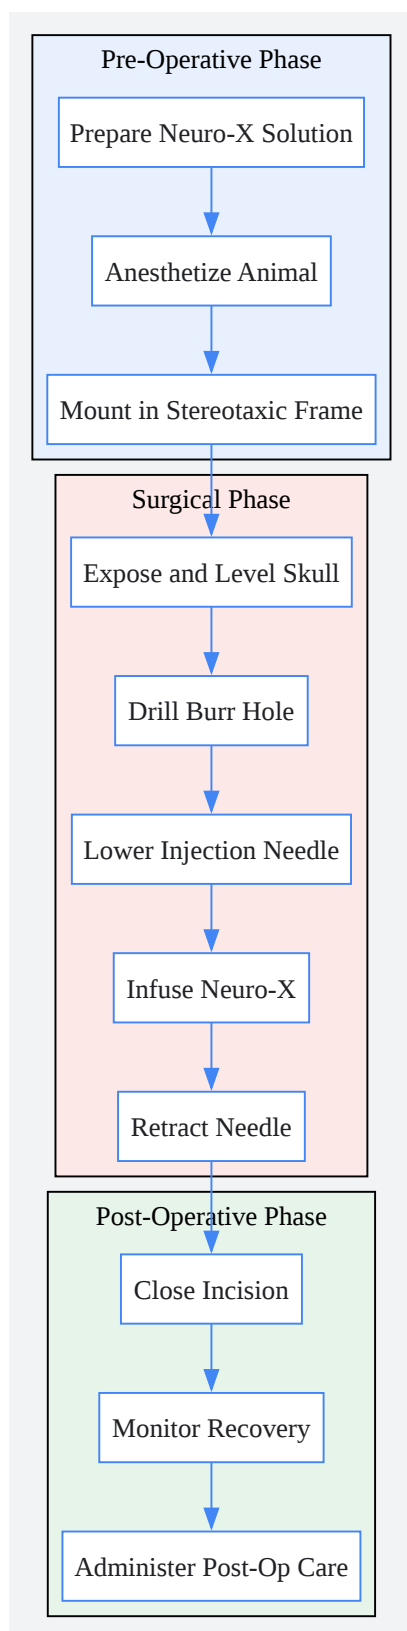 Pre-Operative Phase
Prepare Neuro-X Solution
Anesthetize Animal
Mount in Stereotaxic Frame
Surgical Phase
Expose and Level Skull
Drill Burr Hole
Lower Injection Needle
Infuse Neuro-X
Retract Needle
Post-Operative Phase
Close Incision
Monitor Recovery
Administer Post-Op Care